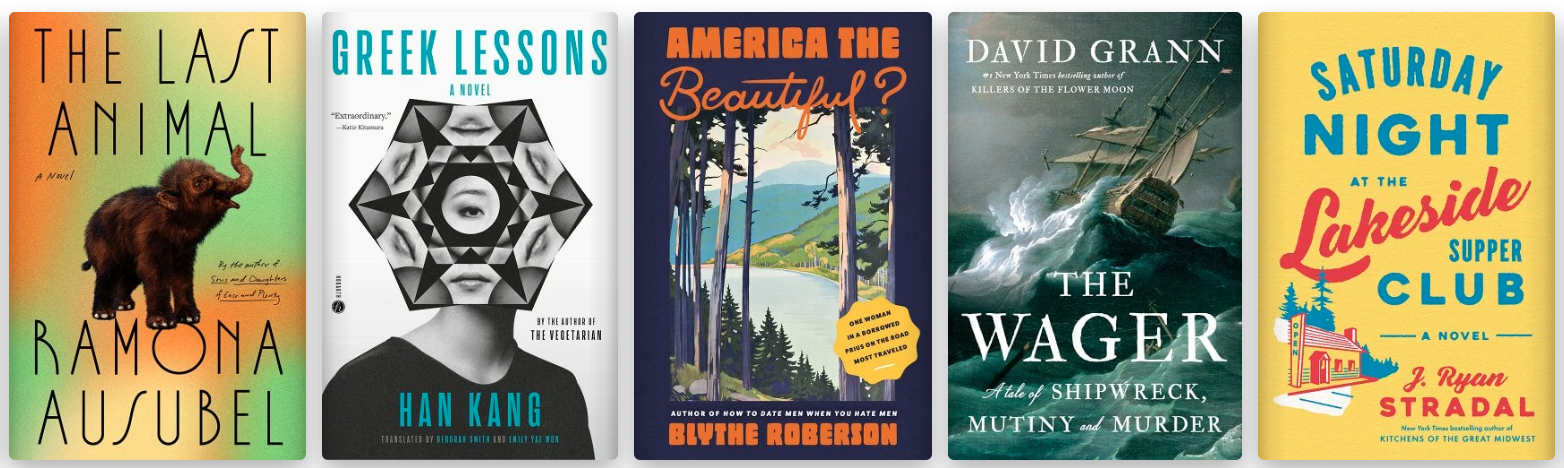 THE LAST
ANIMAL
A Novel
By the author of
Sons and Daughters
of Ease and Plenty
RAMONA
AUSUBEL
GREEK LESSONS
A NOVEL
“Extraordinary.”
—Katie Kitamura
HOGARTH
BY THE AUTHOR OF
THE VEGETARIAN
HAN KANG
TRANSLATED BY DEBORAH SMITH AND EMILY YAE WON
AMERICA THE
Beautiful?
ONE WOMAN
IN A BORROWED
PRIUS ON THE ROAD
MOST TRAVELED
AUTHOR OF HOW TO DATE MEN WHEN YOU HATE MEN
BLYTHE ROBERSON
DAVID GRANN
#1 New York Times bestselling author of
KILLERS OF THE FLOWER MOON
THE
WAGER
A tale of SHIPWRECK,
MUTINY and MURDER
SATURDAY
NIGHT
AT THE
Lakeside
SUPPER
CLUB
OPEN
A NOVEL
J. Ryan
STRADAL
New York Times bestselling author of
KITCHENS OF THE GREAT MIDWEST